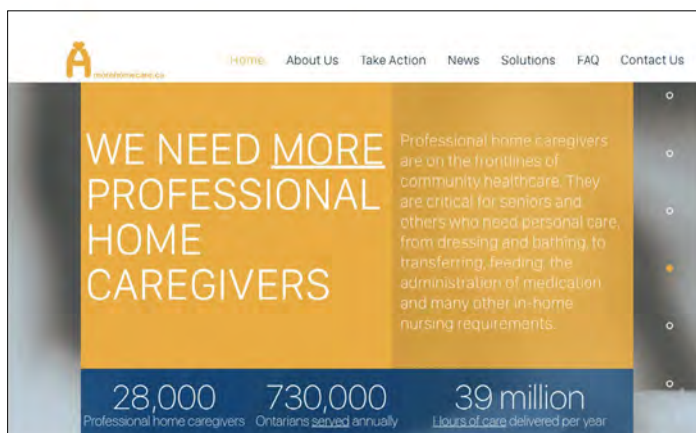 morehomecare.ca
Home About Us Take Action News Solutions FAQ Contact Us
WE NEED MORE
PROFESSIONAL
HOME
CAREGIVERS
Professional home caregivers
are on the frontlines of
community healthcare. They
are critical for seniors and
others who need personal care,
from dressing and bathing, to
transferring, feeding, the
administration of medication
and many other in-home
nursing requirements.
28,000
Professional home caregivers
730,000
Ontarians served annually
39 million
Hours of care delivered per year